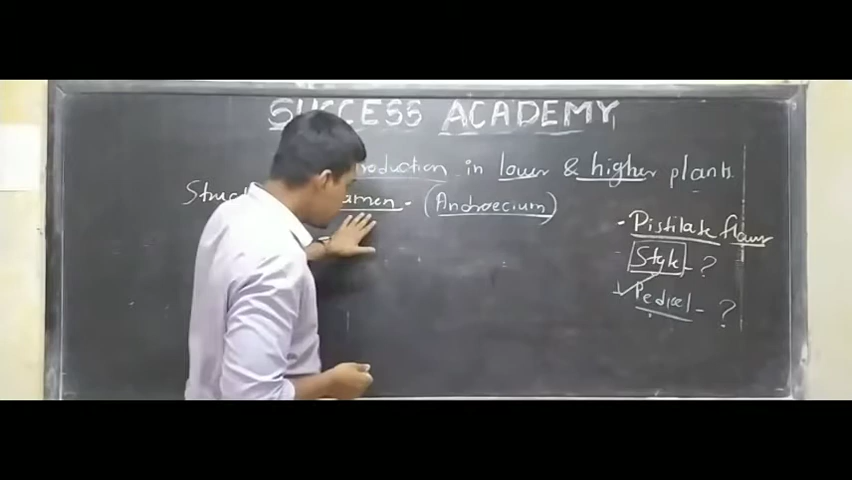 SUCCESS ACADEMY
roduction in lower & higher plants.
Struct amen - (Androecium)
- Pistilate flower
Style - ?
Pedicel - ?